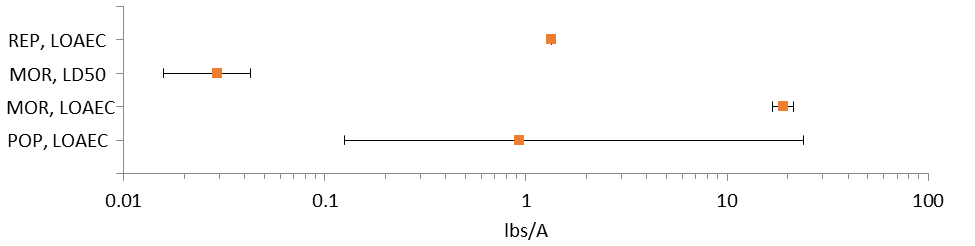 REP, LOAEC
MOR, LD50
MOR, LOAEC
POP, LOAEC
0.01 0.1 1 10 100
lbs/A